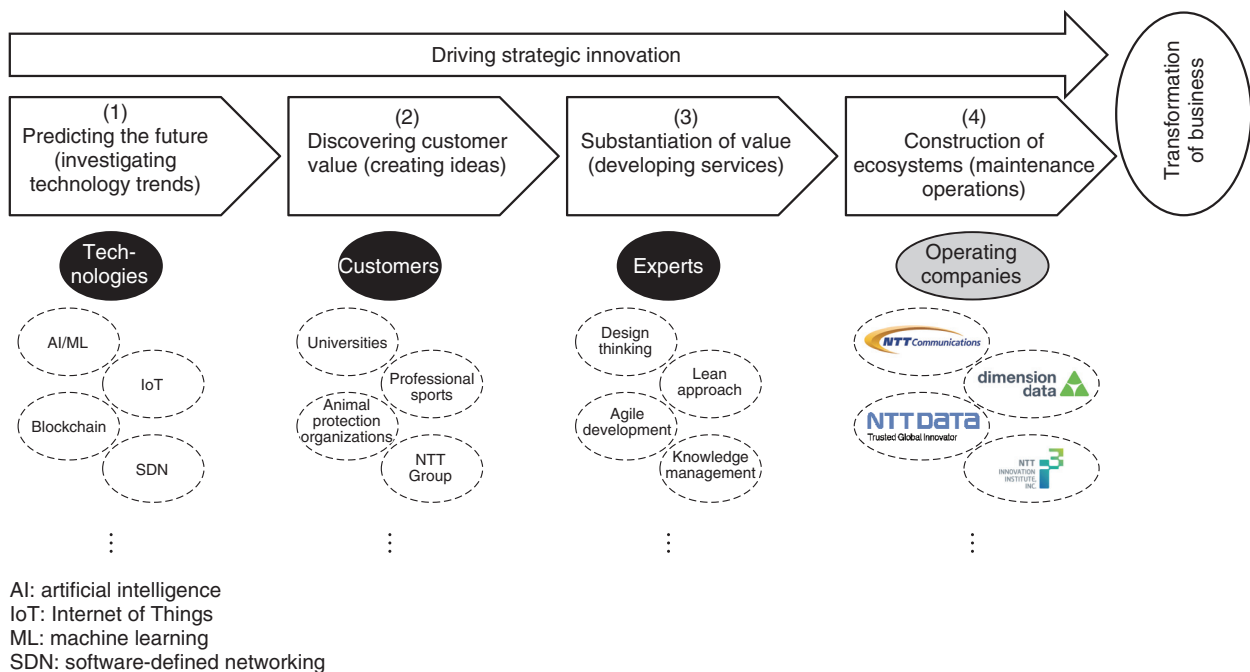 Driving strategic innovation
Transformation
of business
(1)
Predicting the future
(investigating
technology trends)
(2)
Discovering customer
value (creating ideas)
(3)
Substantiation of value
(developing services)
(4)
Construction of
ecosystems (maintenance
operations)
Tech-
nologies
AI/ML
IoT
Blockchain
SDN
⋮
Customers
Universities
Professional
sports
Animal
protection
organizations
NTT
Group
⋮
Experts
Design
thinking
Lean
approach
Agile
development
Knowledge
management
⋮
Operating
companies
NTT Communications
dimension
data
NTT DATA
Trusted Global Innovator
NTT
INNOVATION
INSTITUTE,
INC.
i3
⋮
AI: artificial intelligence
IoT: Internet of Things
ML: machine learning
SDN: software-defined networking